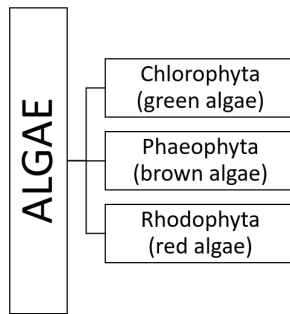 ALGAE
Chlorophyta
(green algae)
Phaeophyta
(brown algae)
Rhodophyta
(red algae)